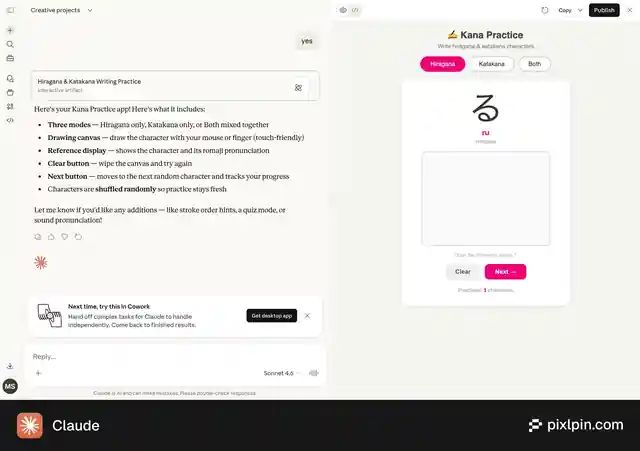 Creative projects
yes
Hiragana & Katakana Writing Practice
Interactive artifact
Here's your Kana Practice app! Here's what it includes:
• Three modes — Hiragana only, Katakana only, or Both mixed together
• Drawing canvas — draw the character with your mouse or finger (touch-friendly)
• Reference display — shows the character and its romaji pronunciation
• Clear button — wipe the canvas and try again
• Next button — moves to the next random character and tracks your progress
• Characters are shuffled randomly so practice stays fresh
Let me know if you'd like any additions — like stroke order hints, a quiz mode, or
sound pronunciation!
Next time, try this in Cowork
Hand off complex tasks for Claude to handle
independently. Come back to finished results.
Get desktop app
Reply...
Sonnet 4.6
Claude is AI and can make mistakes. Please double-check responses.
MS
Copy
Publish
✍️ Kana Practice
Write hiragana & katakana characters
Hiragana
Katakana
Both
る
ru
Clear
Next →
Practiced: 1 characters
Claude
pixlpin.com